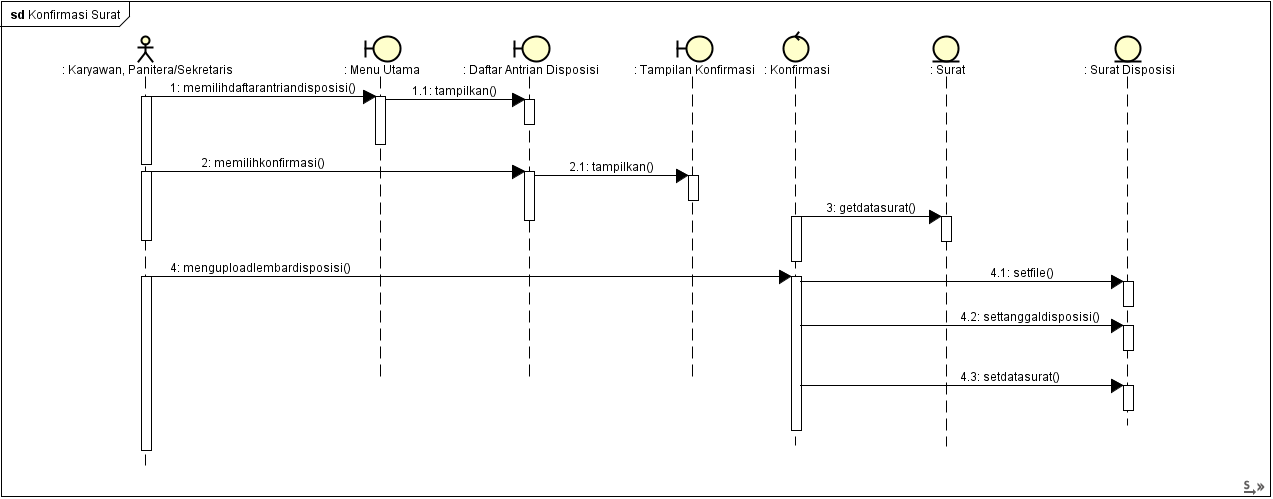 sd Konfirmasi Surat
: Karyawan, Panitera/Sekretaris
: Menu Utama
: Daftar Antrian Disposisi
: Tampilan Konfirmasi
: Konfirmasi
: Surat
: Surat Disposisi
1: memilihdaftarantriandisposisi()
1.1: tampilkan()
2: memilihkonfirmasi()
2.1: tampilkan()
3: getdatasurat()
4: menguploadlembardisposisi()
4.1: setfile()
4.2: settanggaldisposisi()
4.3: setdatasurat()
S